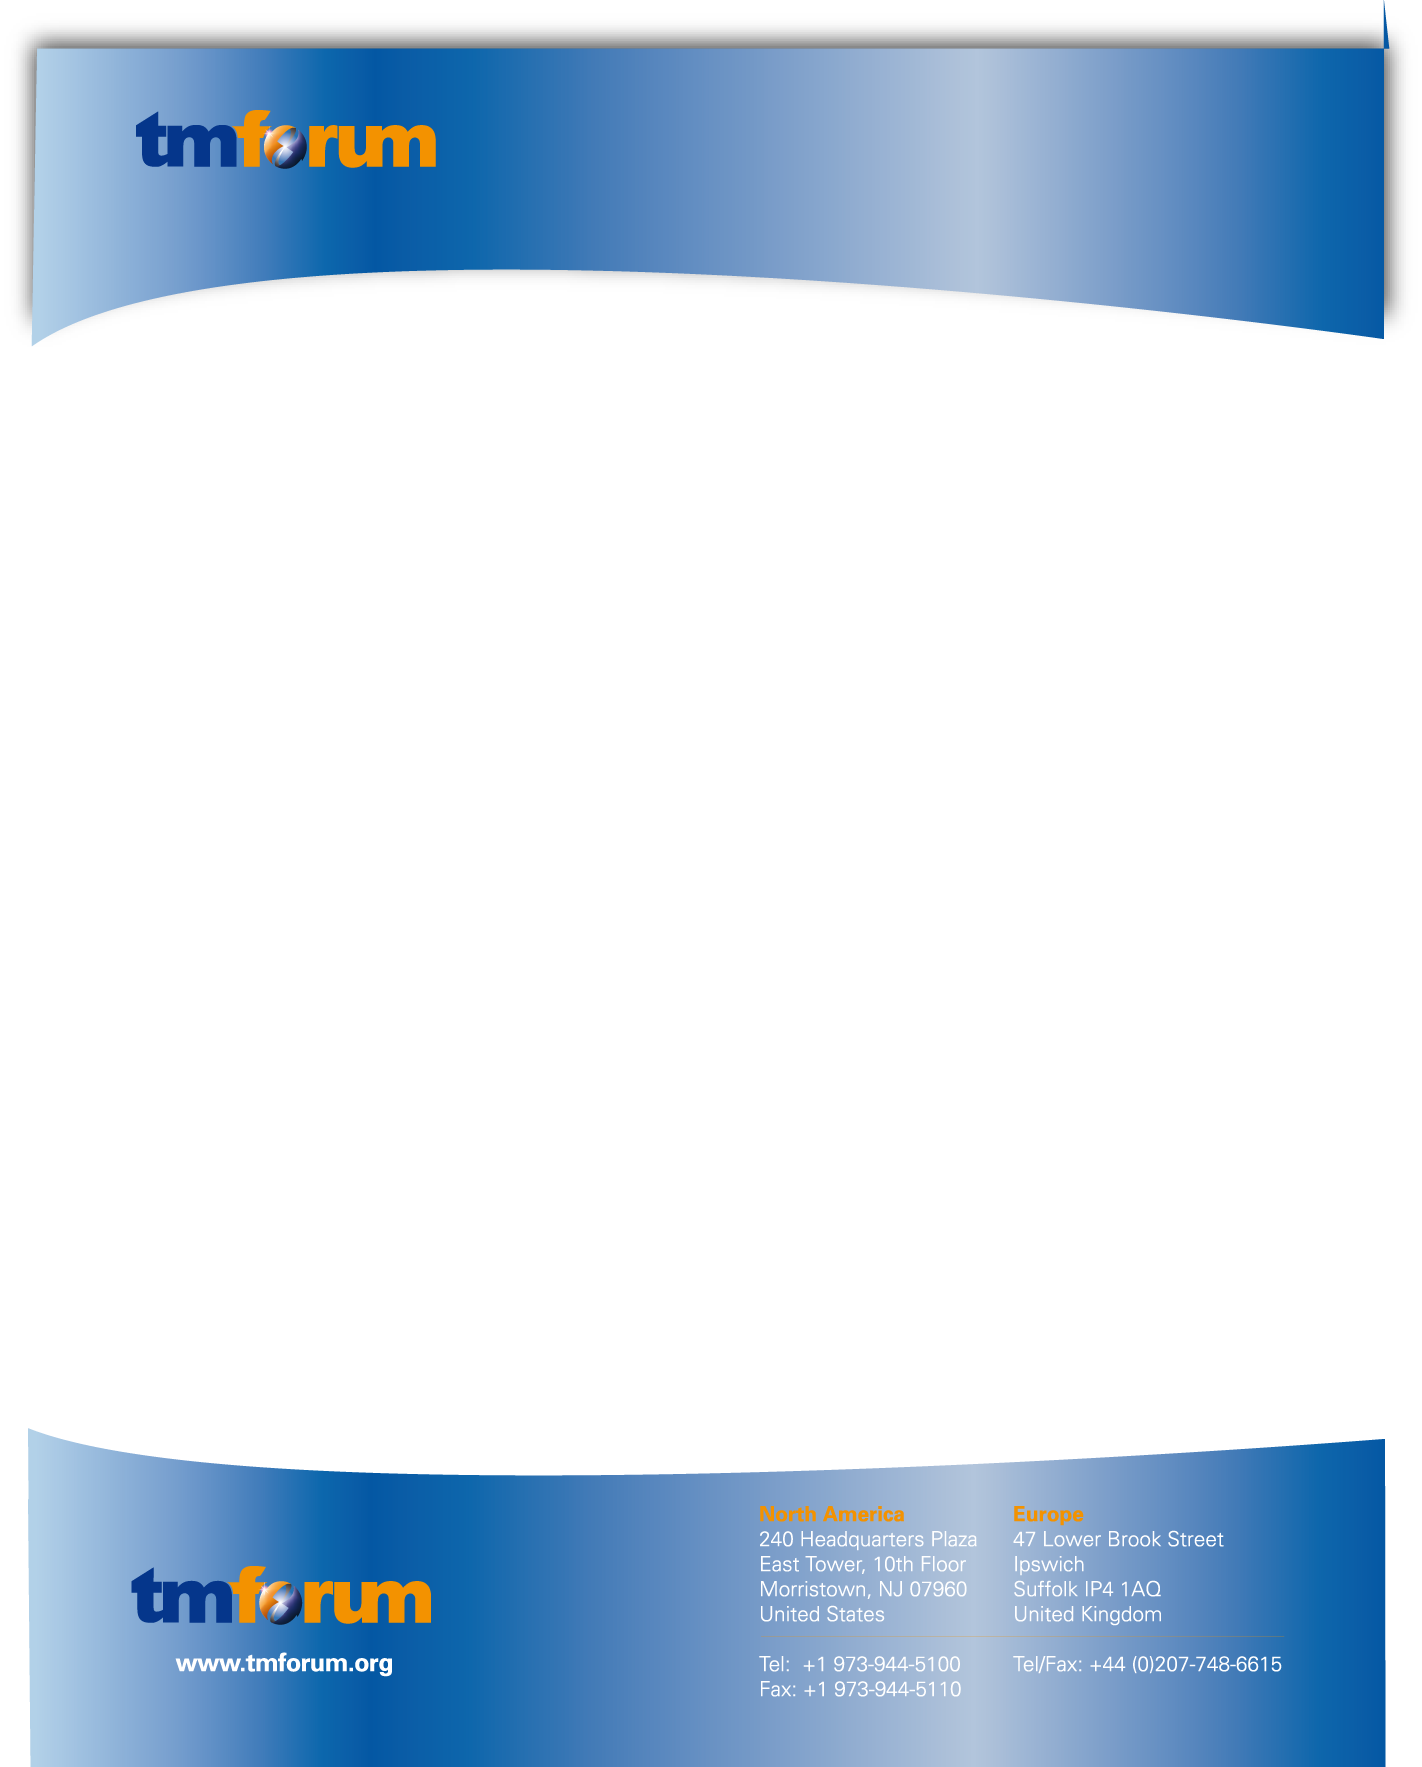 tmforum
North America
240 Headquarters Plaza
East Tower, 10th Floor
Morristown, NJ 07960
United States
Tel: +1 973-944-5100
Fax: +1 973-944-5110
Europe
47 Lower Brook Street
Ipswich
Suffolk IP4 1AQ
United Kingdom
Tel/Fax: +44 (0)207-748-6615
tmforum
www.tmforum.org